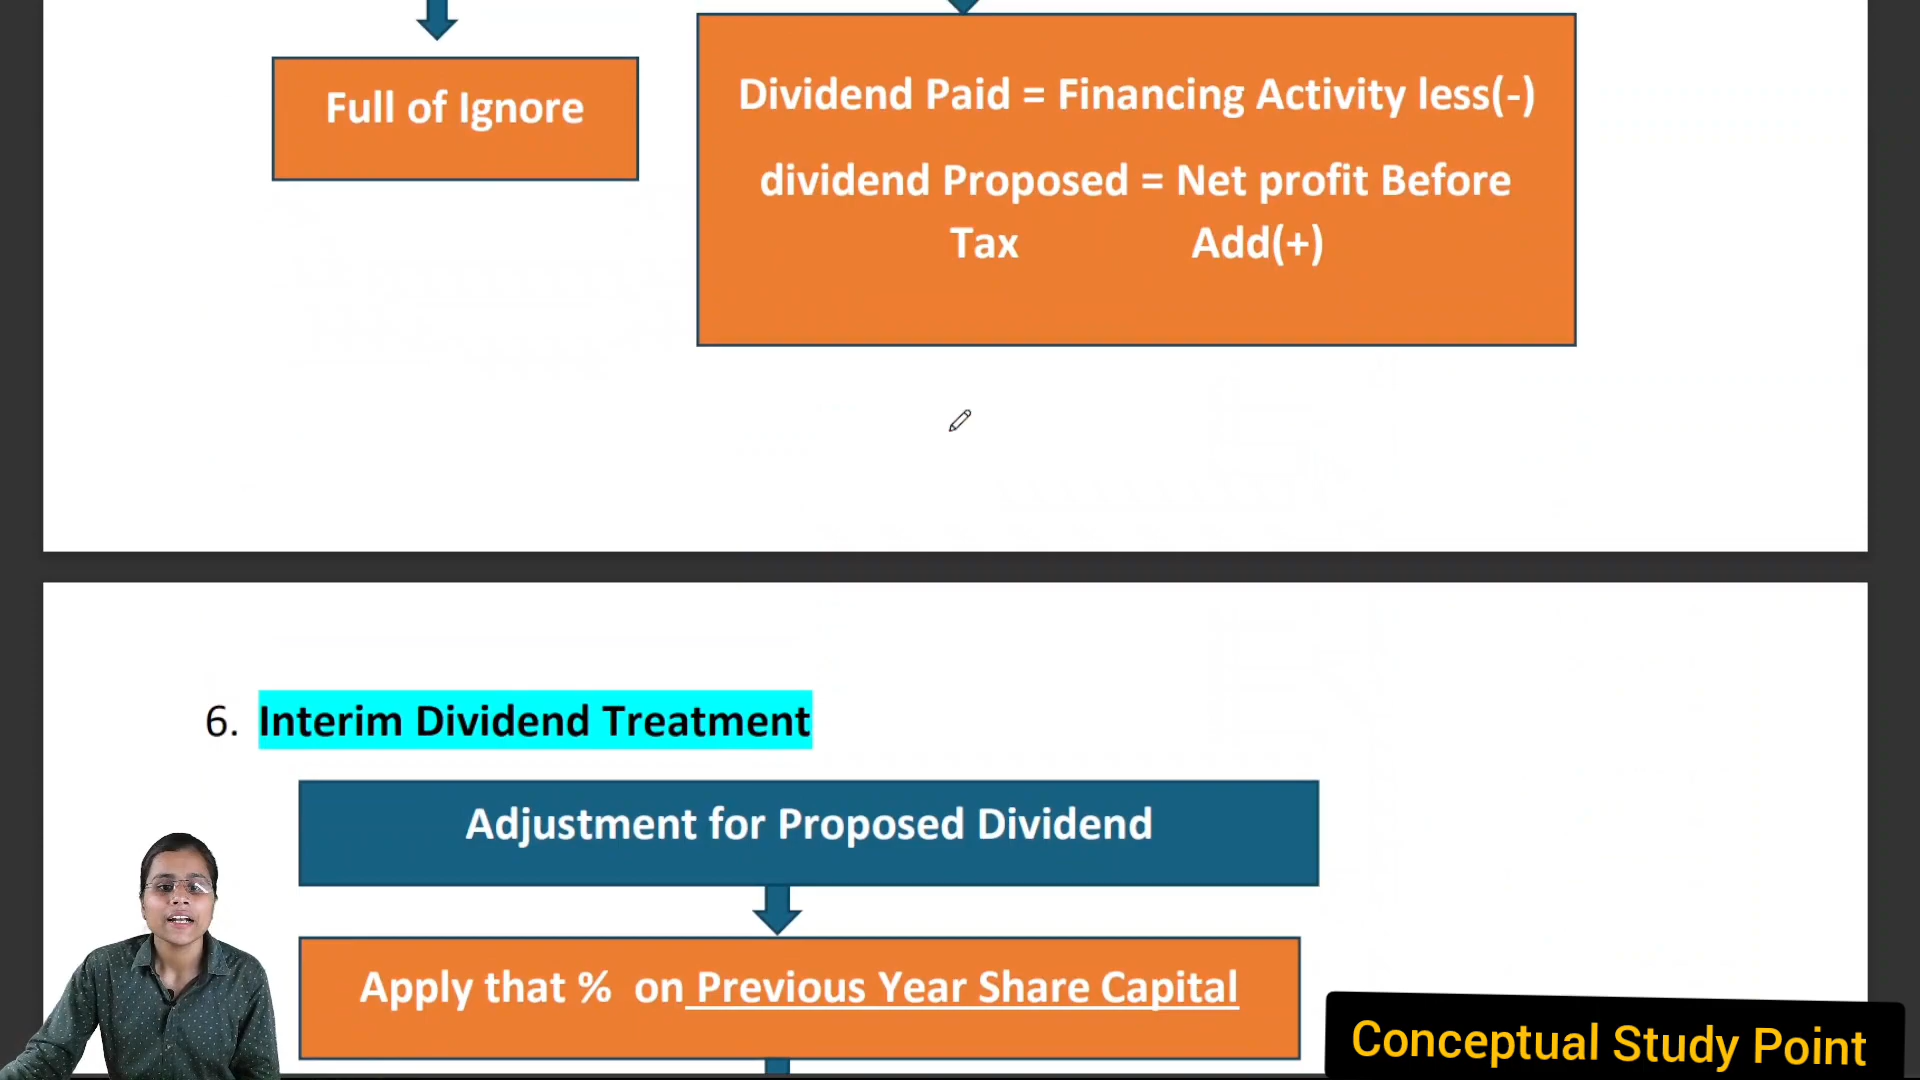 Full of Ignore
Dividend Paid = Financing Activity less(-)
dividend Proposed = Net profit Before
Tax Add(+)
6. Interim Dividend Treatment
Adjustment for Proposed Dividend
Apply that % on Previous Year Share Capital
Conceptual Study Point